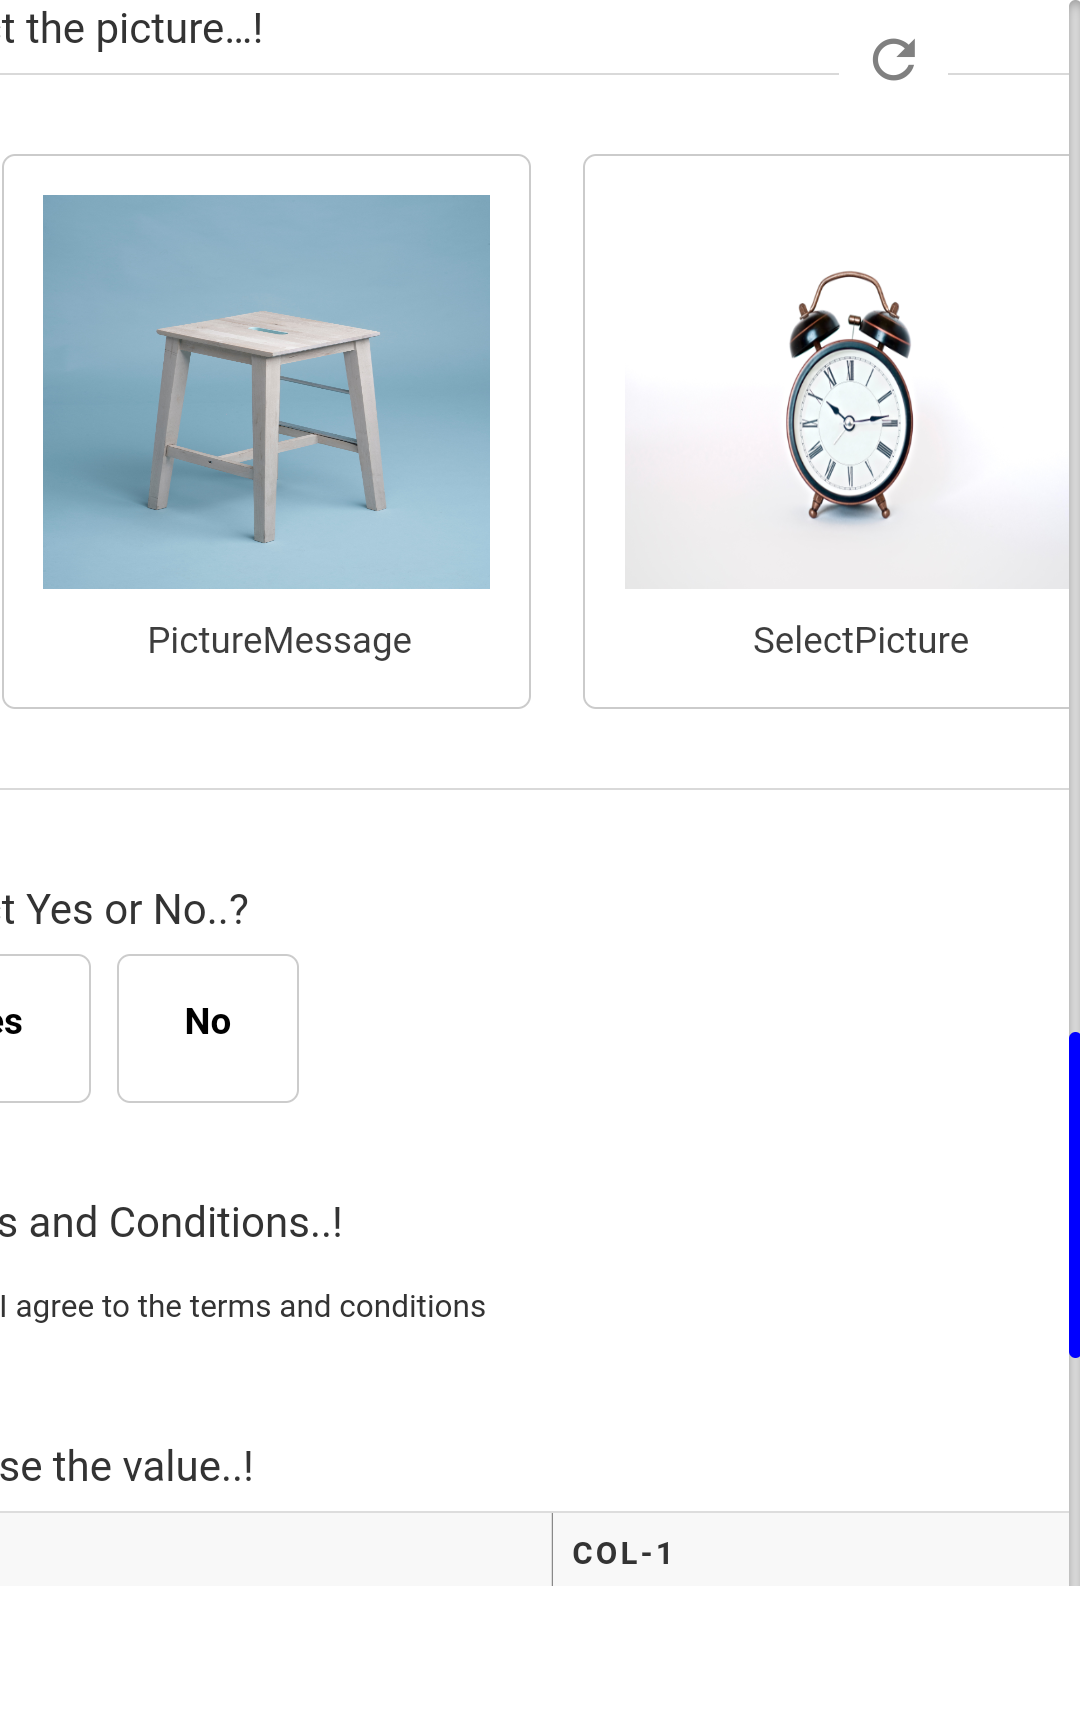 t the picture...!
PictureMessage
SelectPicture
t Yes or No..?
es
No
s and Conditions..!
I agree to the terms and conditions
se the value..!
COL-1